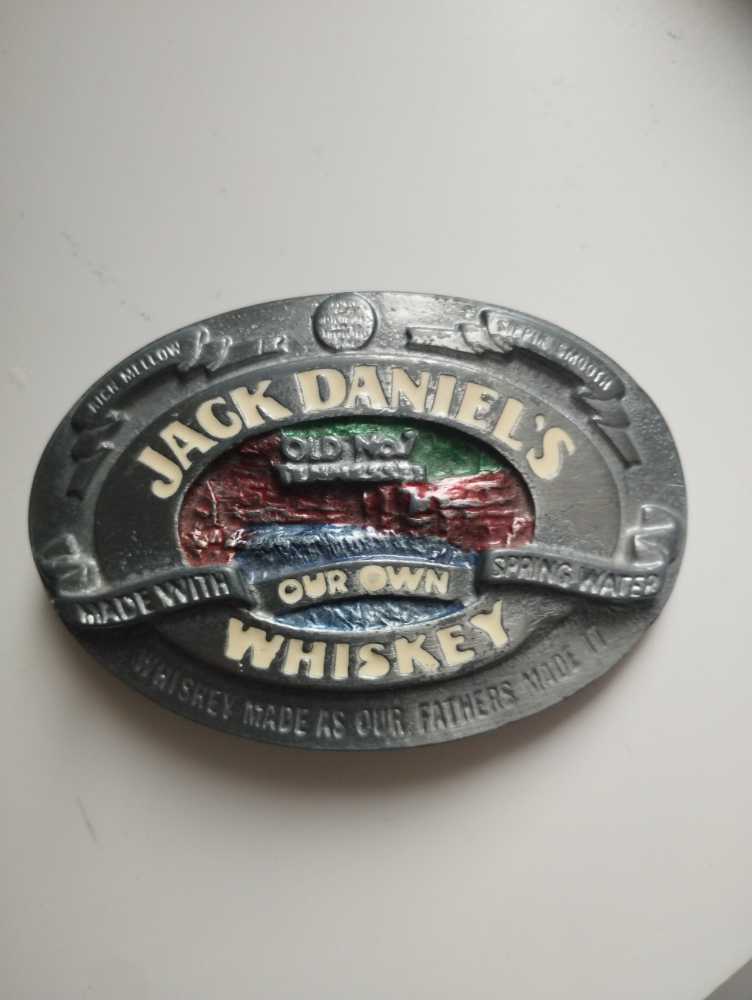 RICH MELLOW
SIPPIN SMOOTH
JACK DANIEL'S
OLD No.7
TENNESSEE
MADE WITH
OUR OWN
SPRING WATER
WHISKEY
WHISKEY MADE AS OUR FATHERS MADE IT